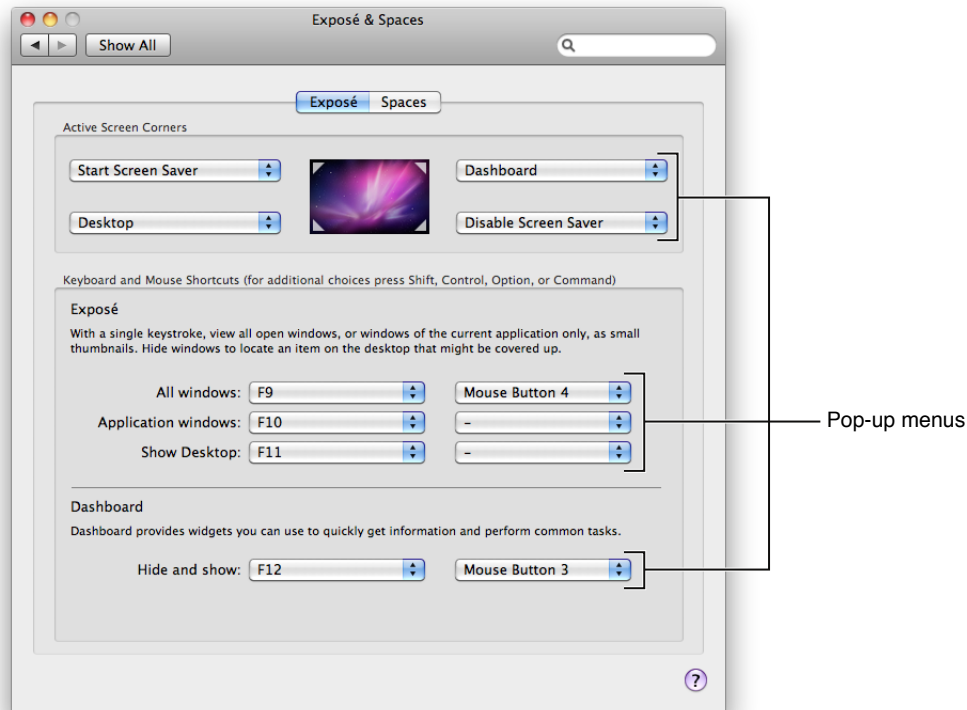 Exposé & Spaces
Show All
Exposé Spaces
Active Screen Corners
Start Screen Saver
Dashboard
Desktop
Disable Screen Saver
Keyboard and Mouse Shortcuts (for additional choices press Shift, Control, Option, or Command)
Exposé
With a single keystroke, view all open windows, or windows of the current application only, as small
thumbnails. Hide windows to locate an item on the desktop that might be covered up.
All windows: F9 Mouse Button 4
Application windows: F10 –
Show Desktop: F11 –
Pop-up menus
Dashboard
Dashboard provides widgets you can use to quickly get information and perform common tasks.
Hide and show: F12 Mouse Button 3
?